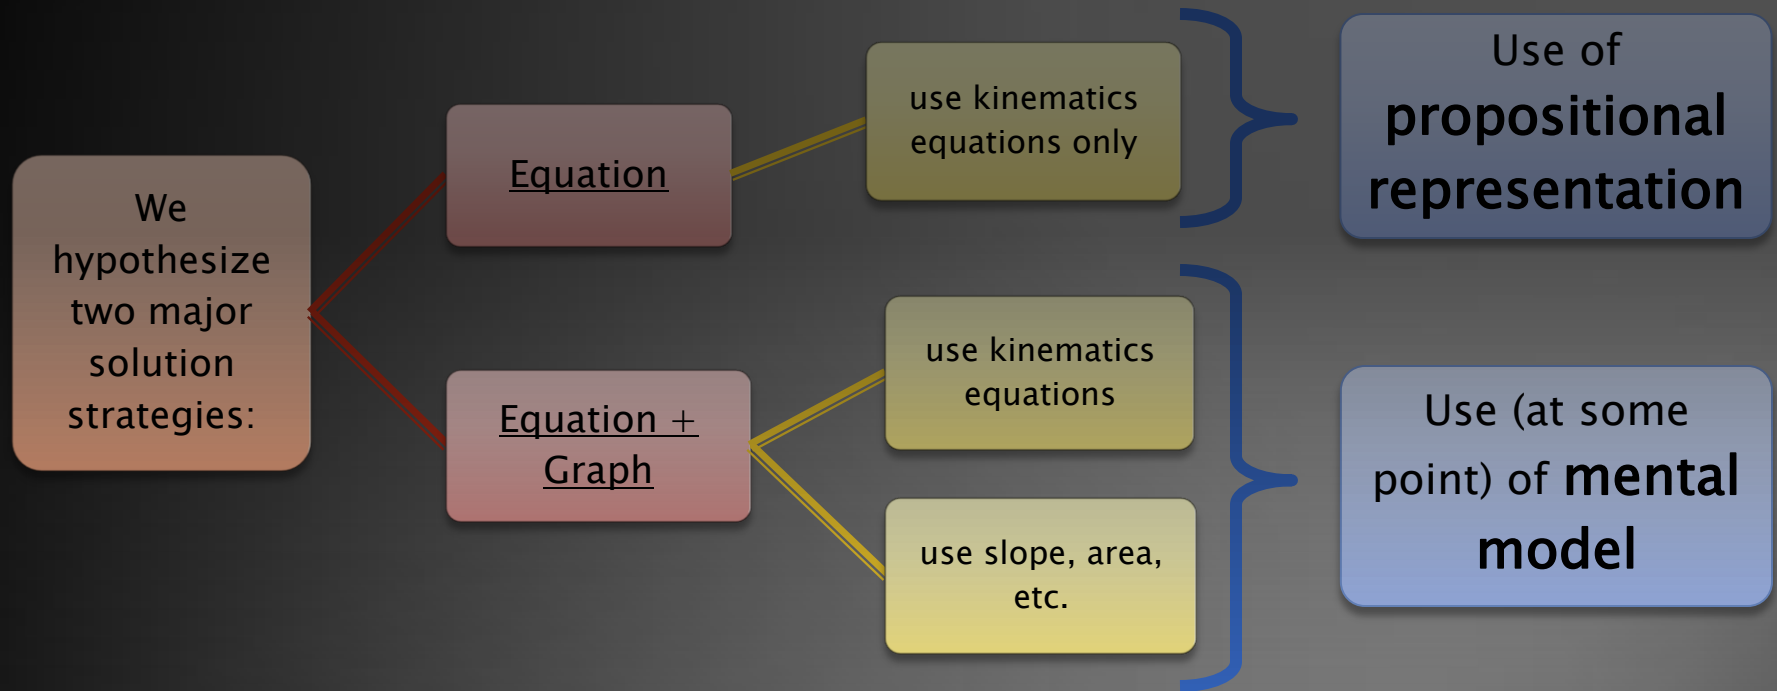 We
hypothesize
two major
solution
strategies:
Equation
use kinematics
equations only
Use of
propositional
representation
Equation +
Graph
use kinematics
equations
use slope, area,
etc.
Use (at some
point) of mental
model